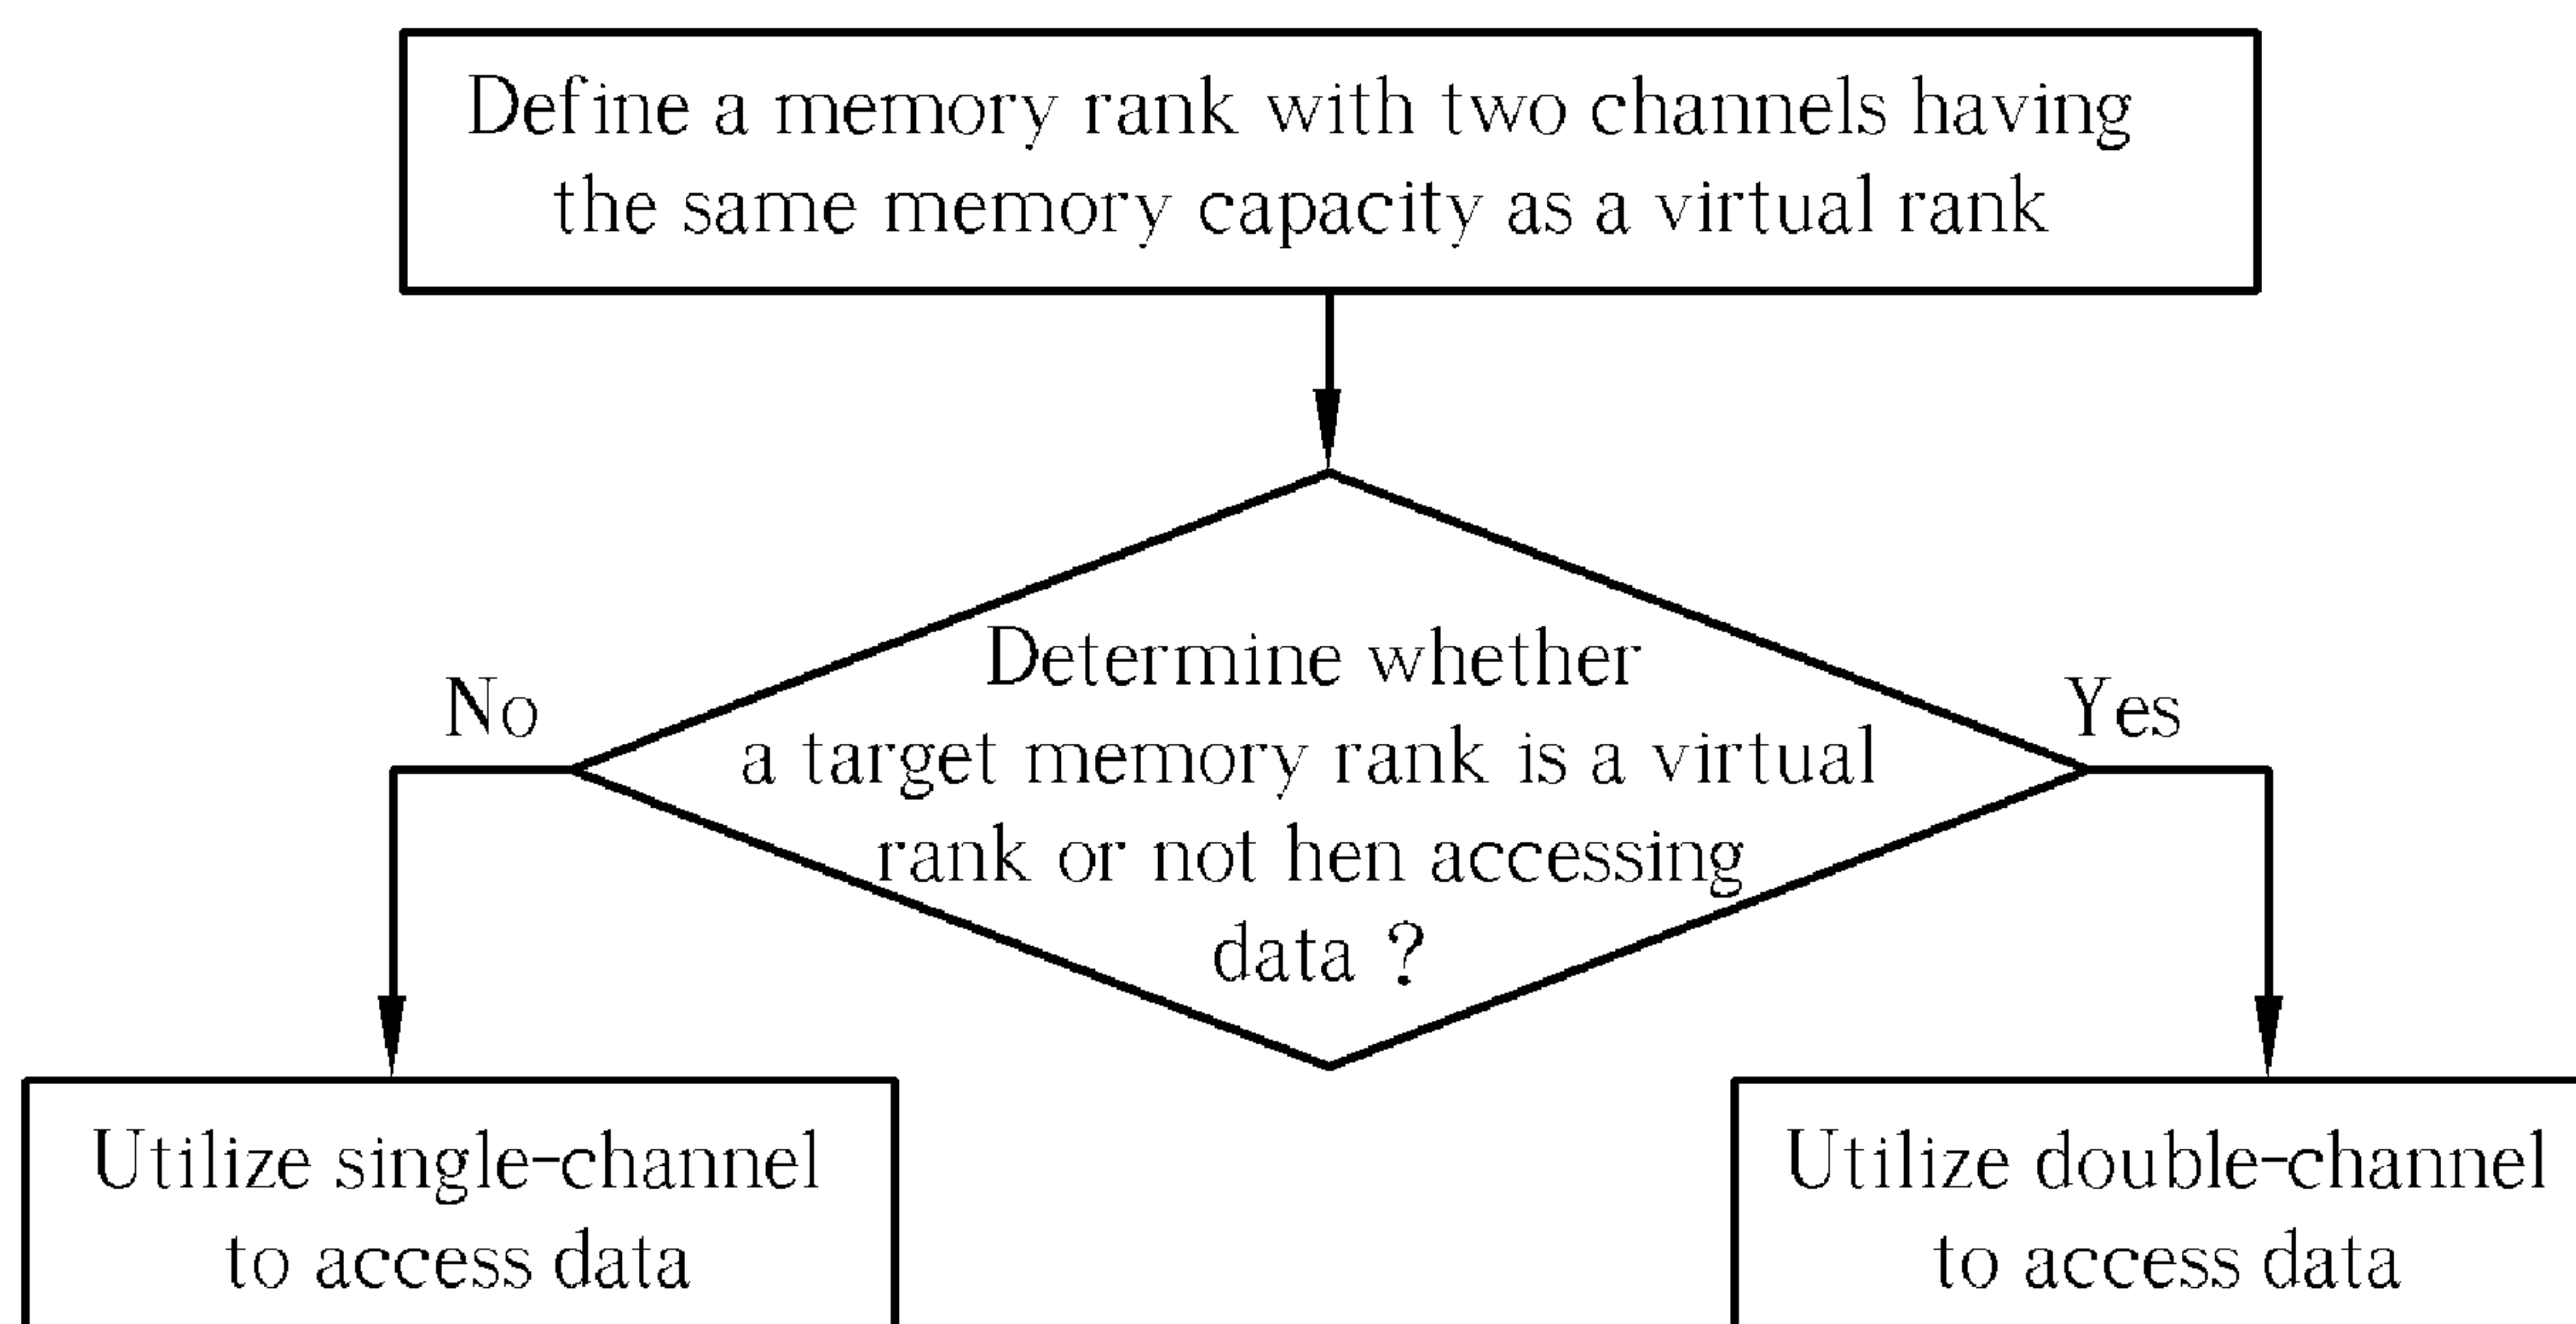 Define a memory rank with two channels having
the same memory capacity as a virtual rank
Determine whether
a target memory rank is a virtual
rank or not hen accessing
data ?
No
Yes
Utilize single-channel
to access data
Utilize double-channel
to access data